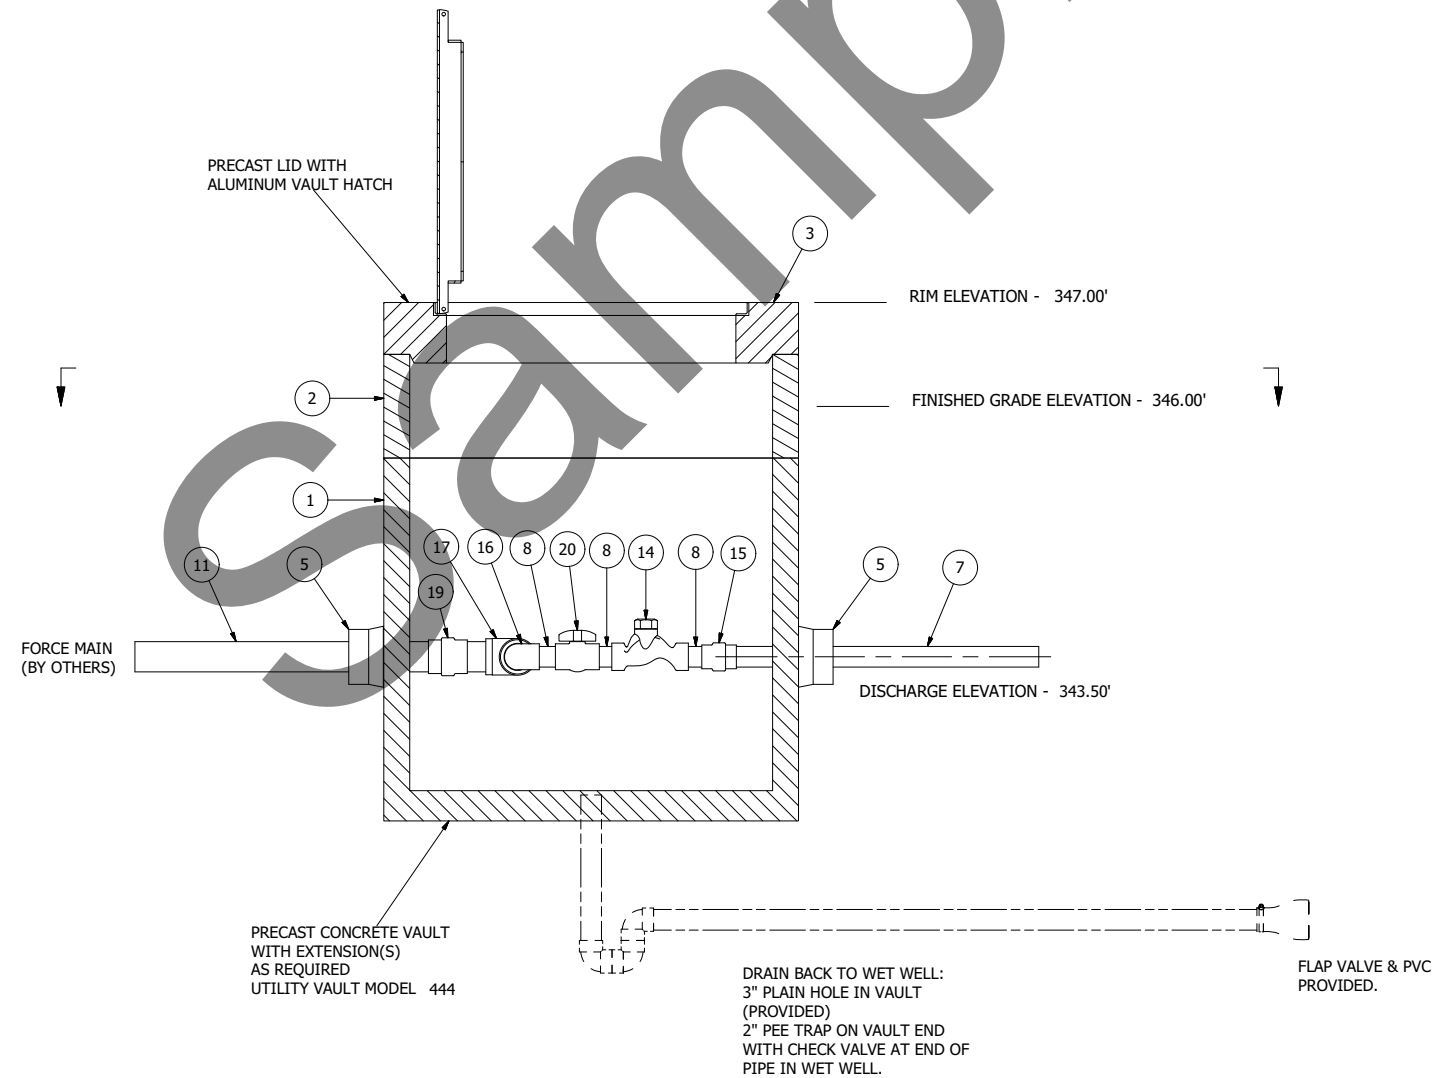 PRECAST LID WITH
ALUMINUM VAULT HATCH
3
RIM ELEVATION - 347.00'
2
FINISHED GRADE ELEVATION - 346.00'
1
17
16
8
20
8
14
8
15
11
5
19
5
7
FORCE MAIN
(BY OTHERS)
DISCHARGE ELEVATION - 343.50'
PRECAST CONCRETE VAULT
WITH EXTENSION(S)
AS REQUIRED
UTILITY VAULT MODEL 444
DRAIN BACK TO WET WELL:
3" PLAIN HOLE IN VAULT
(PROVIDED)
2" PEE TRAP ON VAULT END
WITH CHECK VALVE AT END OF
PIPE IN WET WELL.
FLAP VALVE & PVC
PROVIDED.
Samp